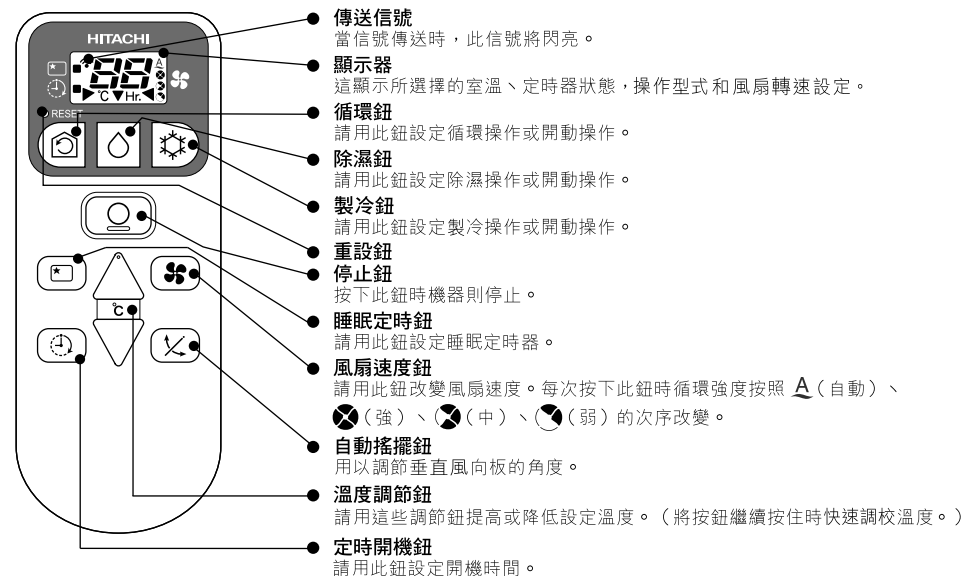 HITACHI
88
A
°C Hr.
RESET
°C
傳送信號
當信號傳送時，此信號將閃亮。
顯示器
這顯示所選擇的室溫、定時器狀態，操作型式和風扇轉速設定。
循環鈕
請用此鈕設定循環操作或開動操作。
除濕鈕
請用此鈕設定除濕操作或開動操作。
製冷鈕
請用此鈕設定製冷操作或開動操作。
重設鈕
停止鈕
按下此鈕時機器則停止。
睡眠定時鈕
請用此鈕設定睡眠定時器。
風扇速度鈕
請用此鈕改變風扇速度。每次按下此鈕時循環強度按照 A（自動）、
（強）、（中）、（弱）的次序改變。
自動搖擺鈕
用以調節垂直風向板的角度。
溫度調節鈕
請用這些調節鈕提高或降低設定溫度。（將按鈕繼續按住時快速調校溫度。）
定時開機鈕
請用此鈕設定開機時間。